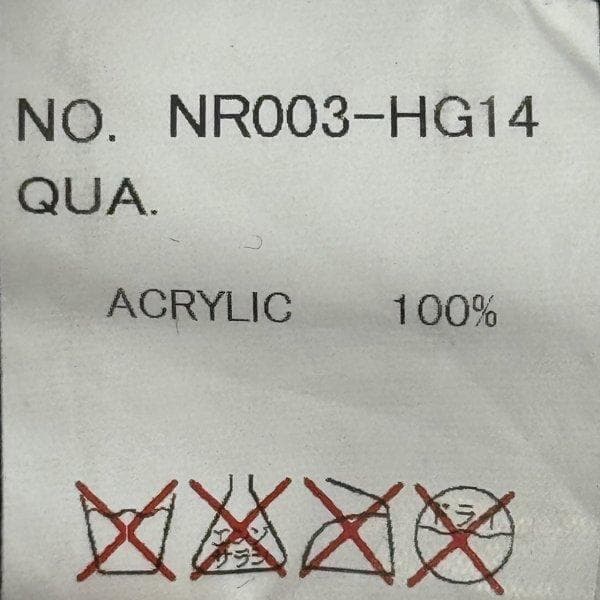 NO. NR003-HG14
QUA.
ACRYLIC 100%
エンソ サラシ ドライ